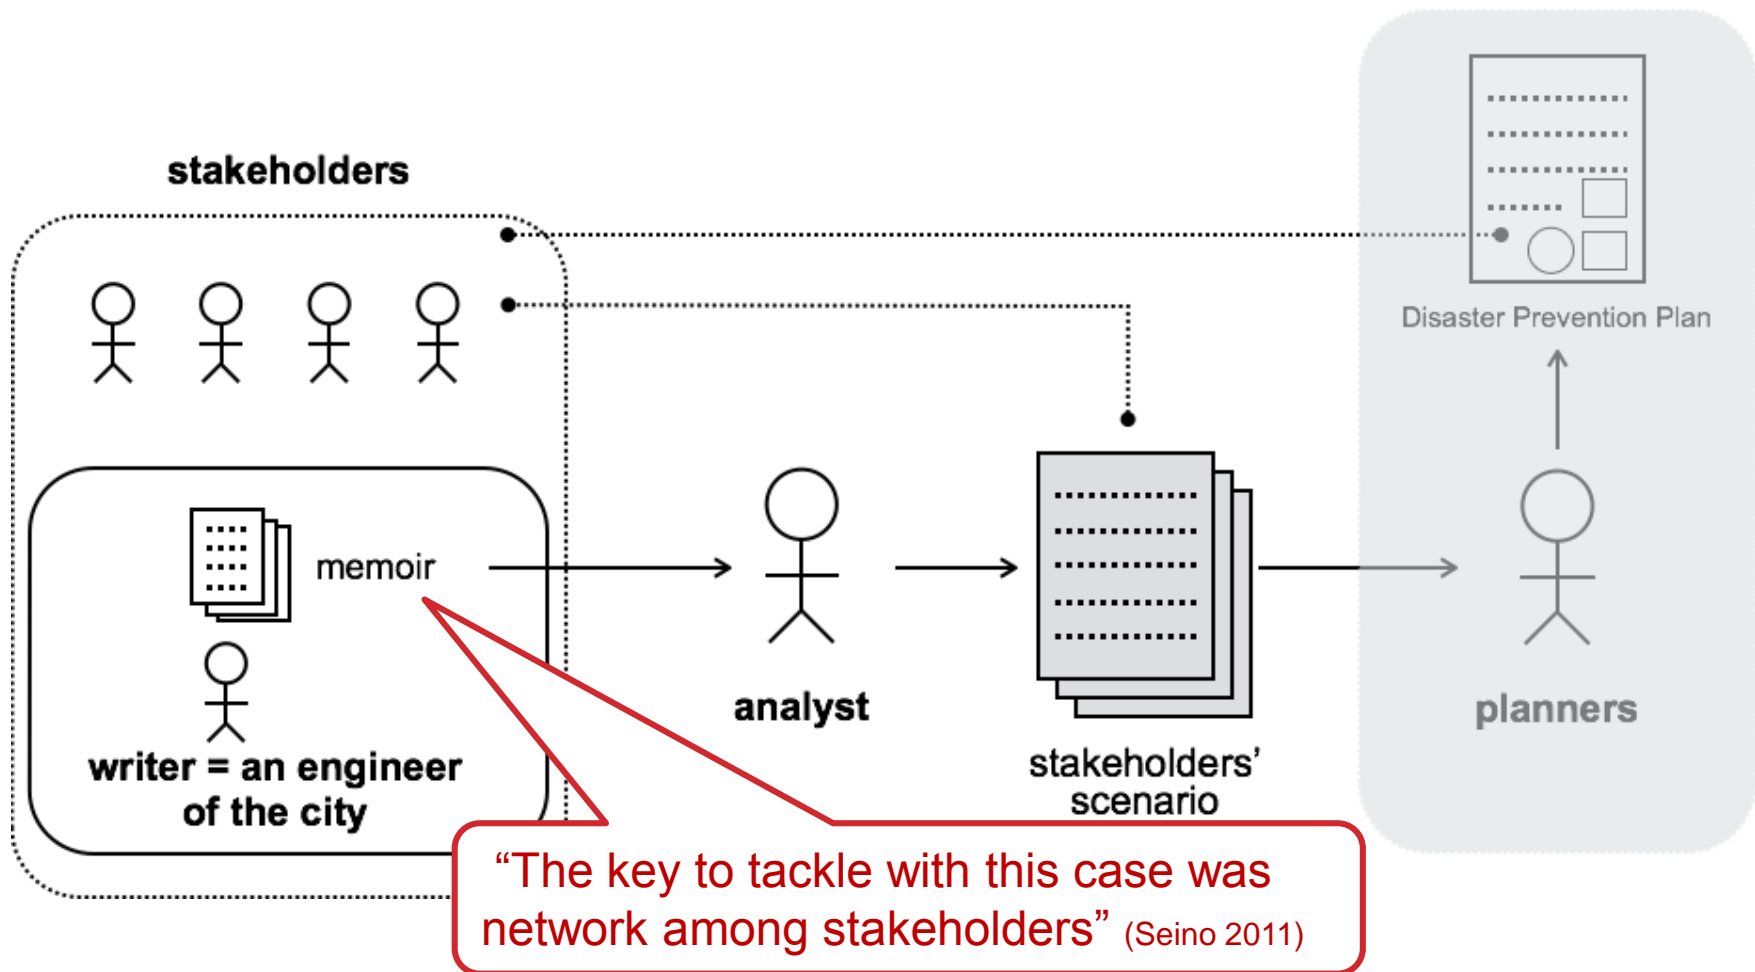 stakeholders
Disaster Prevention Plan
memoir
writer = an engineer
of the city
analyst
stakeholders’
scenario
planners
“The key to tackle with this case was
network among stakeholders” (Seino 2011)